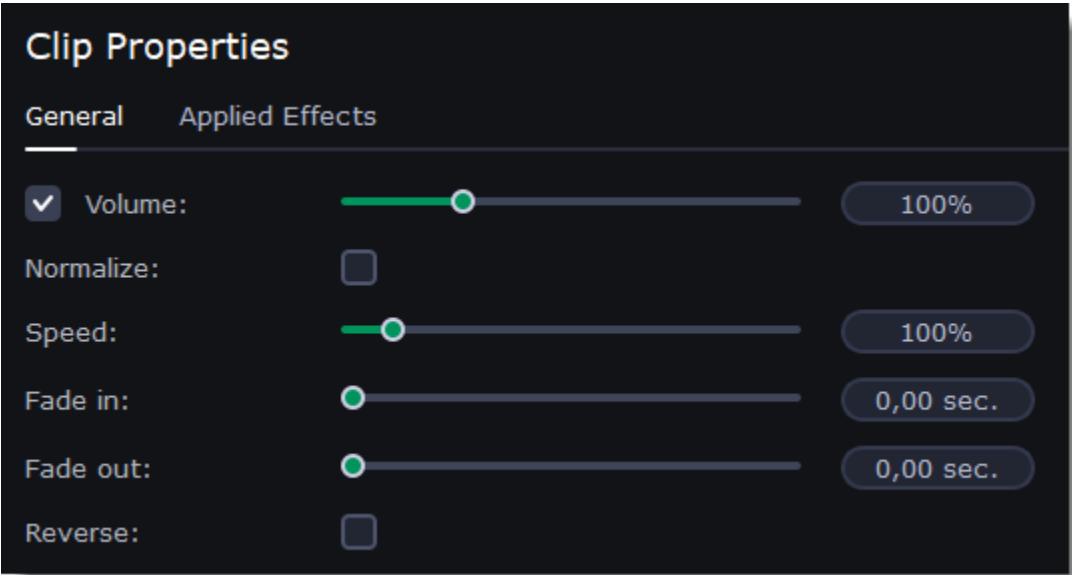 Clip Properties
General Applied Effects
Volume: 100%
Normalize:
Speed: 100%
Fade in: 0,00 sec.
Fade out: 0,00 sec.
Reverse: